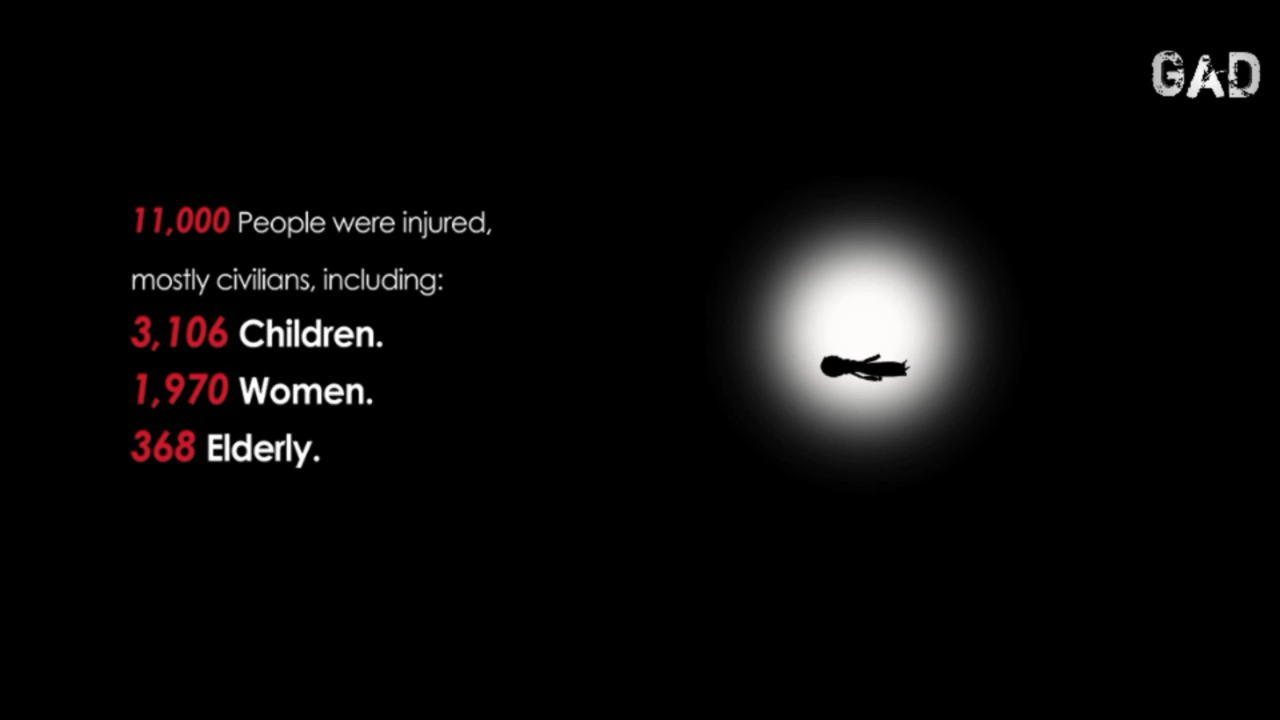 GAD
11,000 People were injured,
mostly civilians, including:
3,106 Children.
1,970 Women.
368 Elderly.